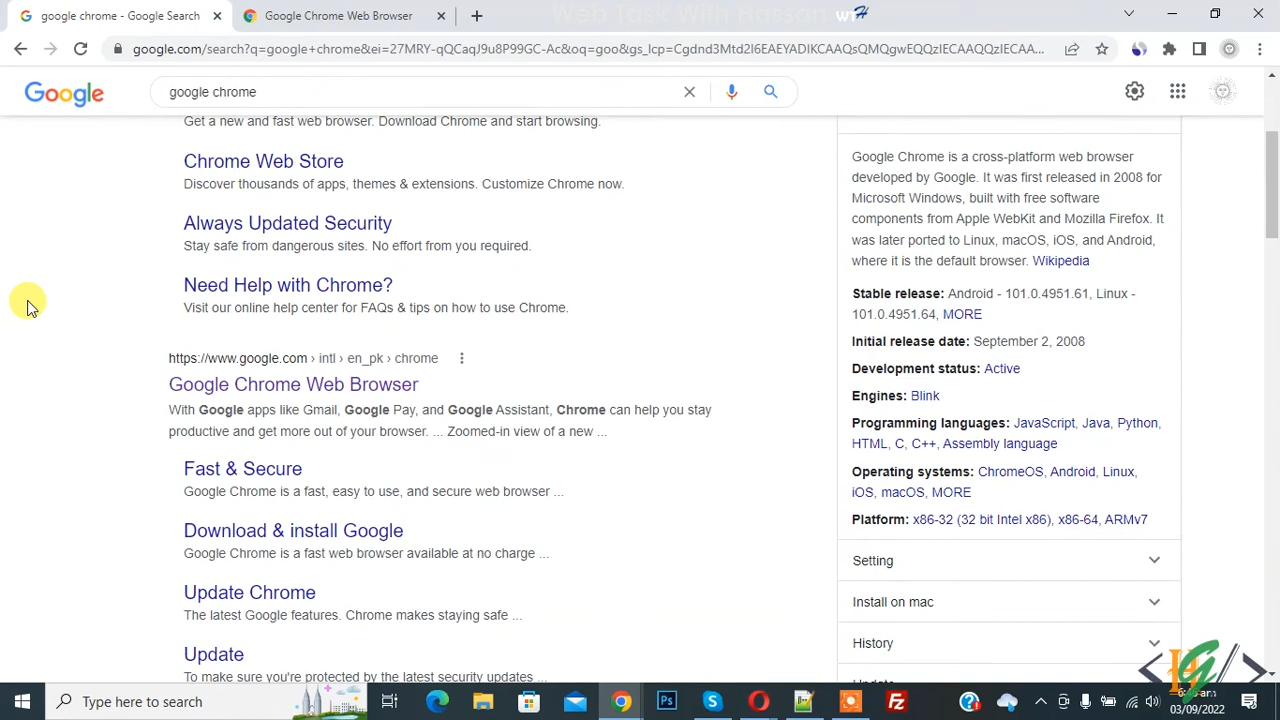 Web Task With Hassan WT
google chrome - Google Search
Google Chrome Web Browser
google.com/search?q=google+chrome&ei=27MRY-qQCaqJ9u8P99GC-Ac&oq=goo&gs_lcp=Cgdnd3Mtd2l6EAEYADIKCAAQsQMQgwEQQzIECAAQQzIECAA...
Google
google chrome
Get a new and fast web browser. Download Chrome and start browsing.
Chrome Web Store
Discover thousands of apps, themes & extensions. Customize Chrome now.
Always Updated Security
Stay safe from dangerous sites. No effort from you required.
Need Help with Chrome?
Visit our online help center for FAQs & tips on how to use Chrome.
https://www.google.com › intl › en_pk › chrome
Google Chrome Web Browser
With Google apps like Gmail, Google Pay, and Google Assistant, Chrome can help you stay
productive and get more out of your browser. ... Zoomed-in view of a new ...
Fast & Secure
Google Chrome is a fast, easy to use, and secure web browser ...
Download & install Google
Google Chrome is a fast web browser available at no charge ...
Update Chrome
The latest Google features. Chrome makes staying safe ...
Update
To make sure you're protected by the latest security updates ...
Google Chrome is a cross-platform web browser
developed by Google. It was first released in 2008 for
Microsoft Windows, built with free software
components from Apple WebKit and Mozilla Firefox. It
was later ported to Linux, macOS, iOS, and Android,
where it is the default browser. Wikipedia
Stable release: Android - 101.0.4951.61, Linux -
101.0.4951.64, MORE
Initial release date: September 2, 2008
Development status: Active
Engines: Blink
Programming languages: JavaScript, Java, Python,
HTML, C, C++, Assembly language
Operating systems: ChromeOS, Android, Linux,
iOS, macOS, MORE
Platform: x86-32 (32 bit Intel x86), x86-64, ARMv7
Setting
Install on mac
History
Type here to search
Ps
03/09/2022